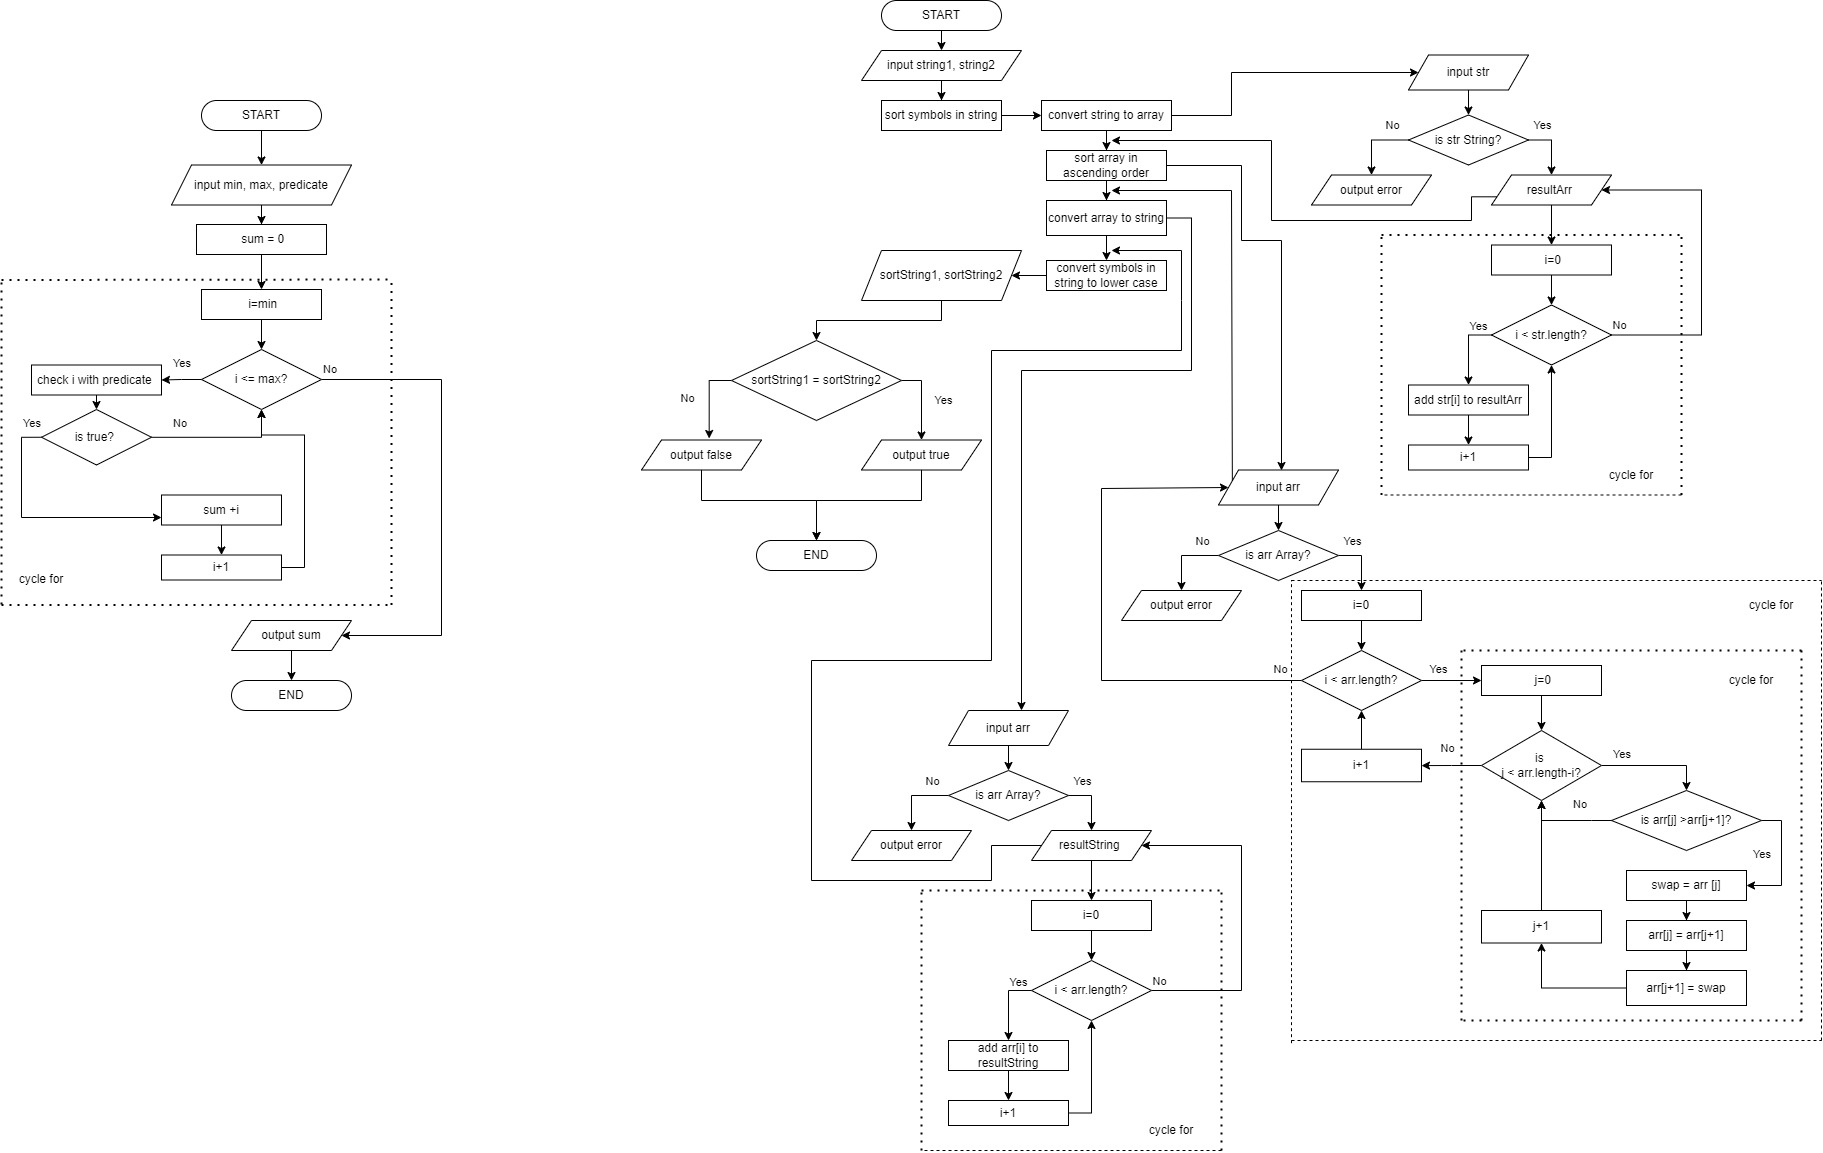 START
input min, max, predicate
sum = 0
i=min
i <= max?
Yes
No
check i with predicate
is true?
Yes
No
sum +i
i+1
cycle for
output sum
END
START
input string1, string2
sort symbols in string
convert string to array
sort array in
ascending order
convert array to string
convert symbols in
string to lower case
sortString1, sortString2
sortString1 = sortString2
No
Yes
output false
output true
END
input str
is str String?
No
Yes
output error
resultArr
i=0
i < str.length?
Yes
No
add str[i] to resultArr
i+1
cycle for
input arr
is arr Array?
No
Yes
output error
i=0
cycle for
i < arr.length?
No
Yes
j=0
cycle for
is
j < arr.length-i?
No
Yes
i+1
is arr[j] >arr[j+1]?
No
Yes
swap = arr [j]
arr[j] = arr[j+1]
arr[j+1] = swap
j+1
input arr
is arr Array?
No
Yes
output error
resultString
i=0
i < arr.length?
Yes
No
add arr[i] to
resultString
i+1
cycle for